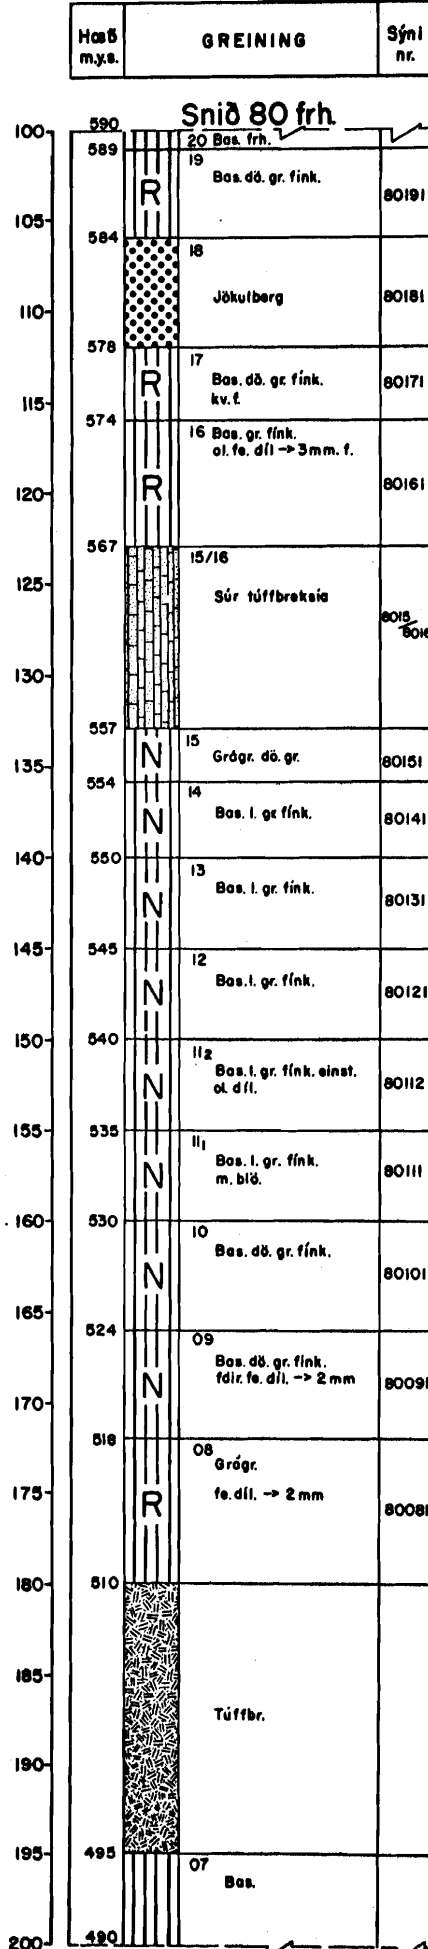 Hæð m.y.s.
GREINING
Sýni nr.
Snið 80 frh.
100
590
20 Bas. frh.
589
19
Bas. dö. gr. fink.
R
80191
105
584
18
Jökulberg
80181
110
578
17
Bas. dö. gr. fínk.
kv. f.
R
80171
115
574
16 Bas. gr. fínk.
ol. fe. díl -> 3 mm. f.
R
80161
120
567
15/16
Súr túffbreksía
8015/8016
125
130
557
15
Grágr. dö. gr.
N
80151
135
554
14
Bas. l. gr. fínk.
N
80141
140
550
13
Bas. l. gr. fink.
N
80131
145
545
12
Bas. l. gr. fínk.
N
80121
150
540
11₂
Bas. l. gr. fínk. einst.
ol. díl.
N
80112
155
535
11₁
Bas. l. gr. fínk.
m. blö.
N
80111
160
530
10
Bas. dö. gr. fínk.
N
80101
165
524
09
Bas. dö. gr. fink.
fdir. fe. díl. -> 2 mm
N
80091
170
518
08
Grágr.
fe. díl. -> 2 mm
R
80081
175
180
510
Túffbr.
185
190
195
495
07
Bas.
200
490